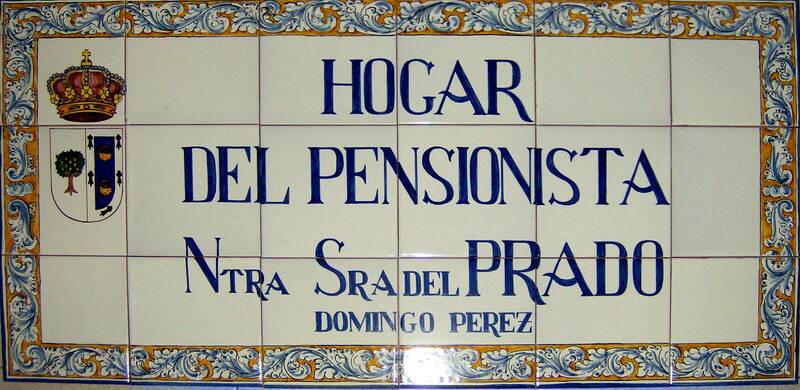 HOGAR
DEL PENSIONISTA
NTRA SRA DEL PRADO
DOMINGO PEREZ